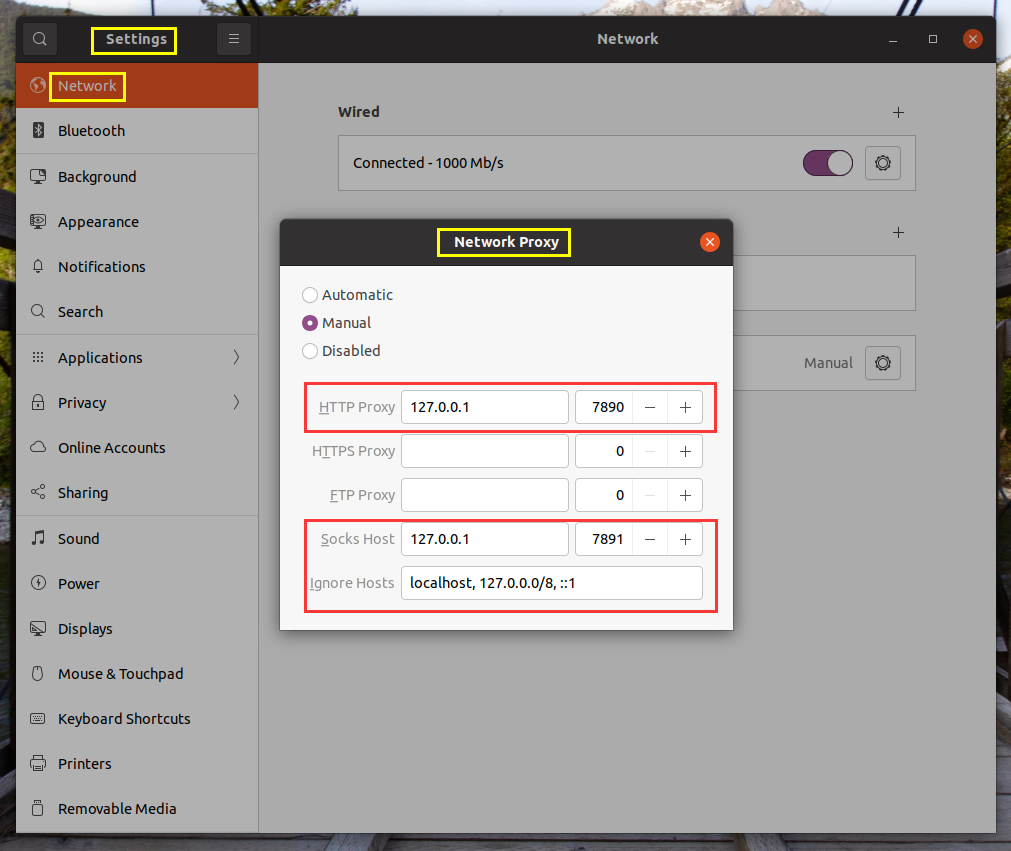 Settings
Network
Network
Bluetooth
Background
Appearance
Notifications
Search
Applications
Privacy
Online Accounts
Sharing
Sound
Power
Displays
Mouse & Touchpad
Keyboard Shortcuts
Printers
Removable Media
Wired
Connected - 1000 Mb/s
Manual
Network Proxy
Automatic
Manual
Disabled
HTTP Proxy 127.0.0.1 7890
HTTPS Proxy 0
FTP Proxy 0
Socks Host 127.0.0.1 7891
Ignore Hosts localhost, 127.0.0.0/8, ::1